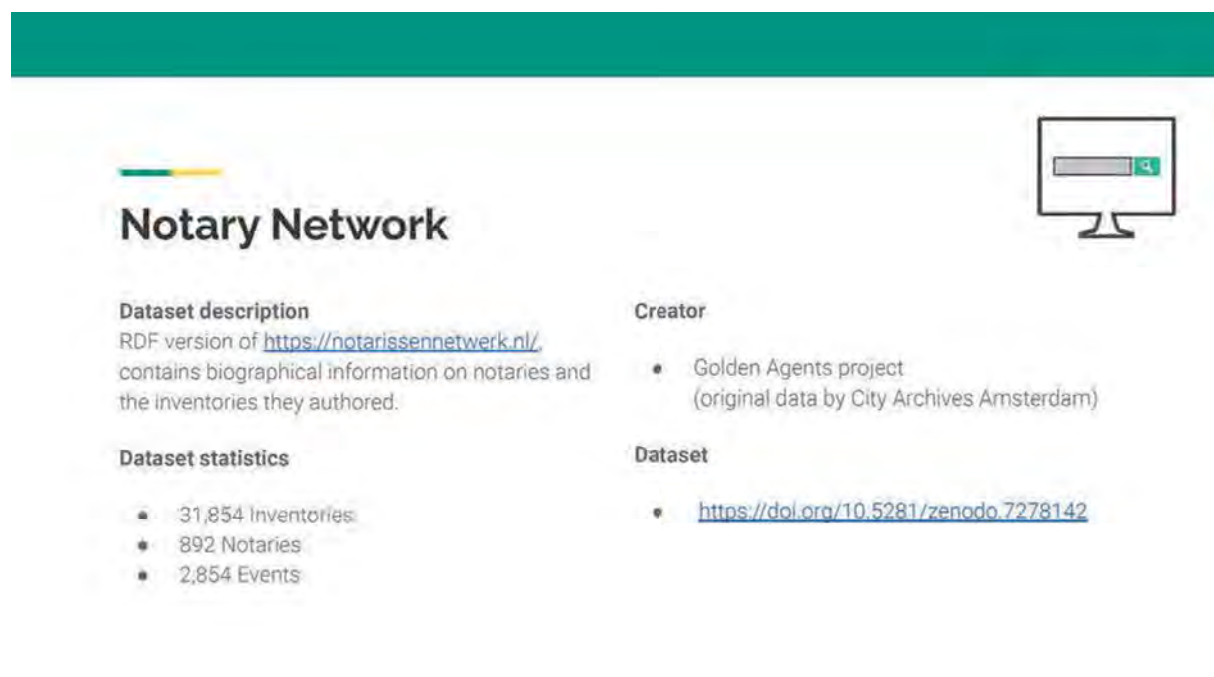 Notary Network
Dataset description
RDF version of https://notarissennetwerk.nl/,
contains biographical information on notaries and
the inventories they authored.
Dataset statistics
31,854 Inventories
892 Notaries
2,854 Events
Creator
Golden Agents project
(original data by City Archives Amsterdam)
Dataset
https://doi.org/10.5281/zenodo.7278142